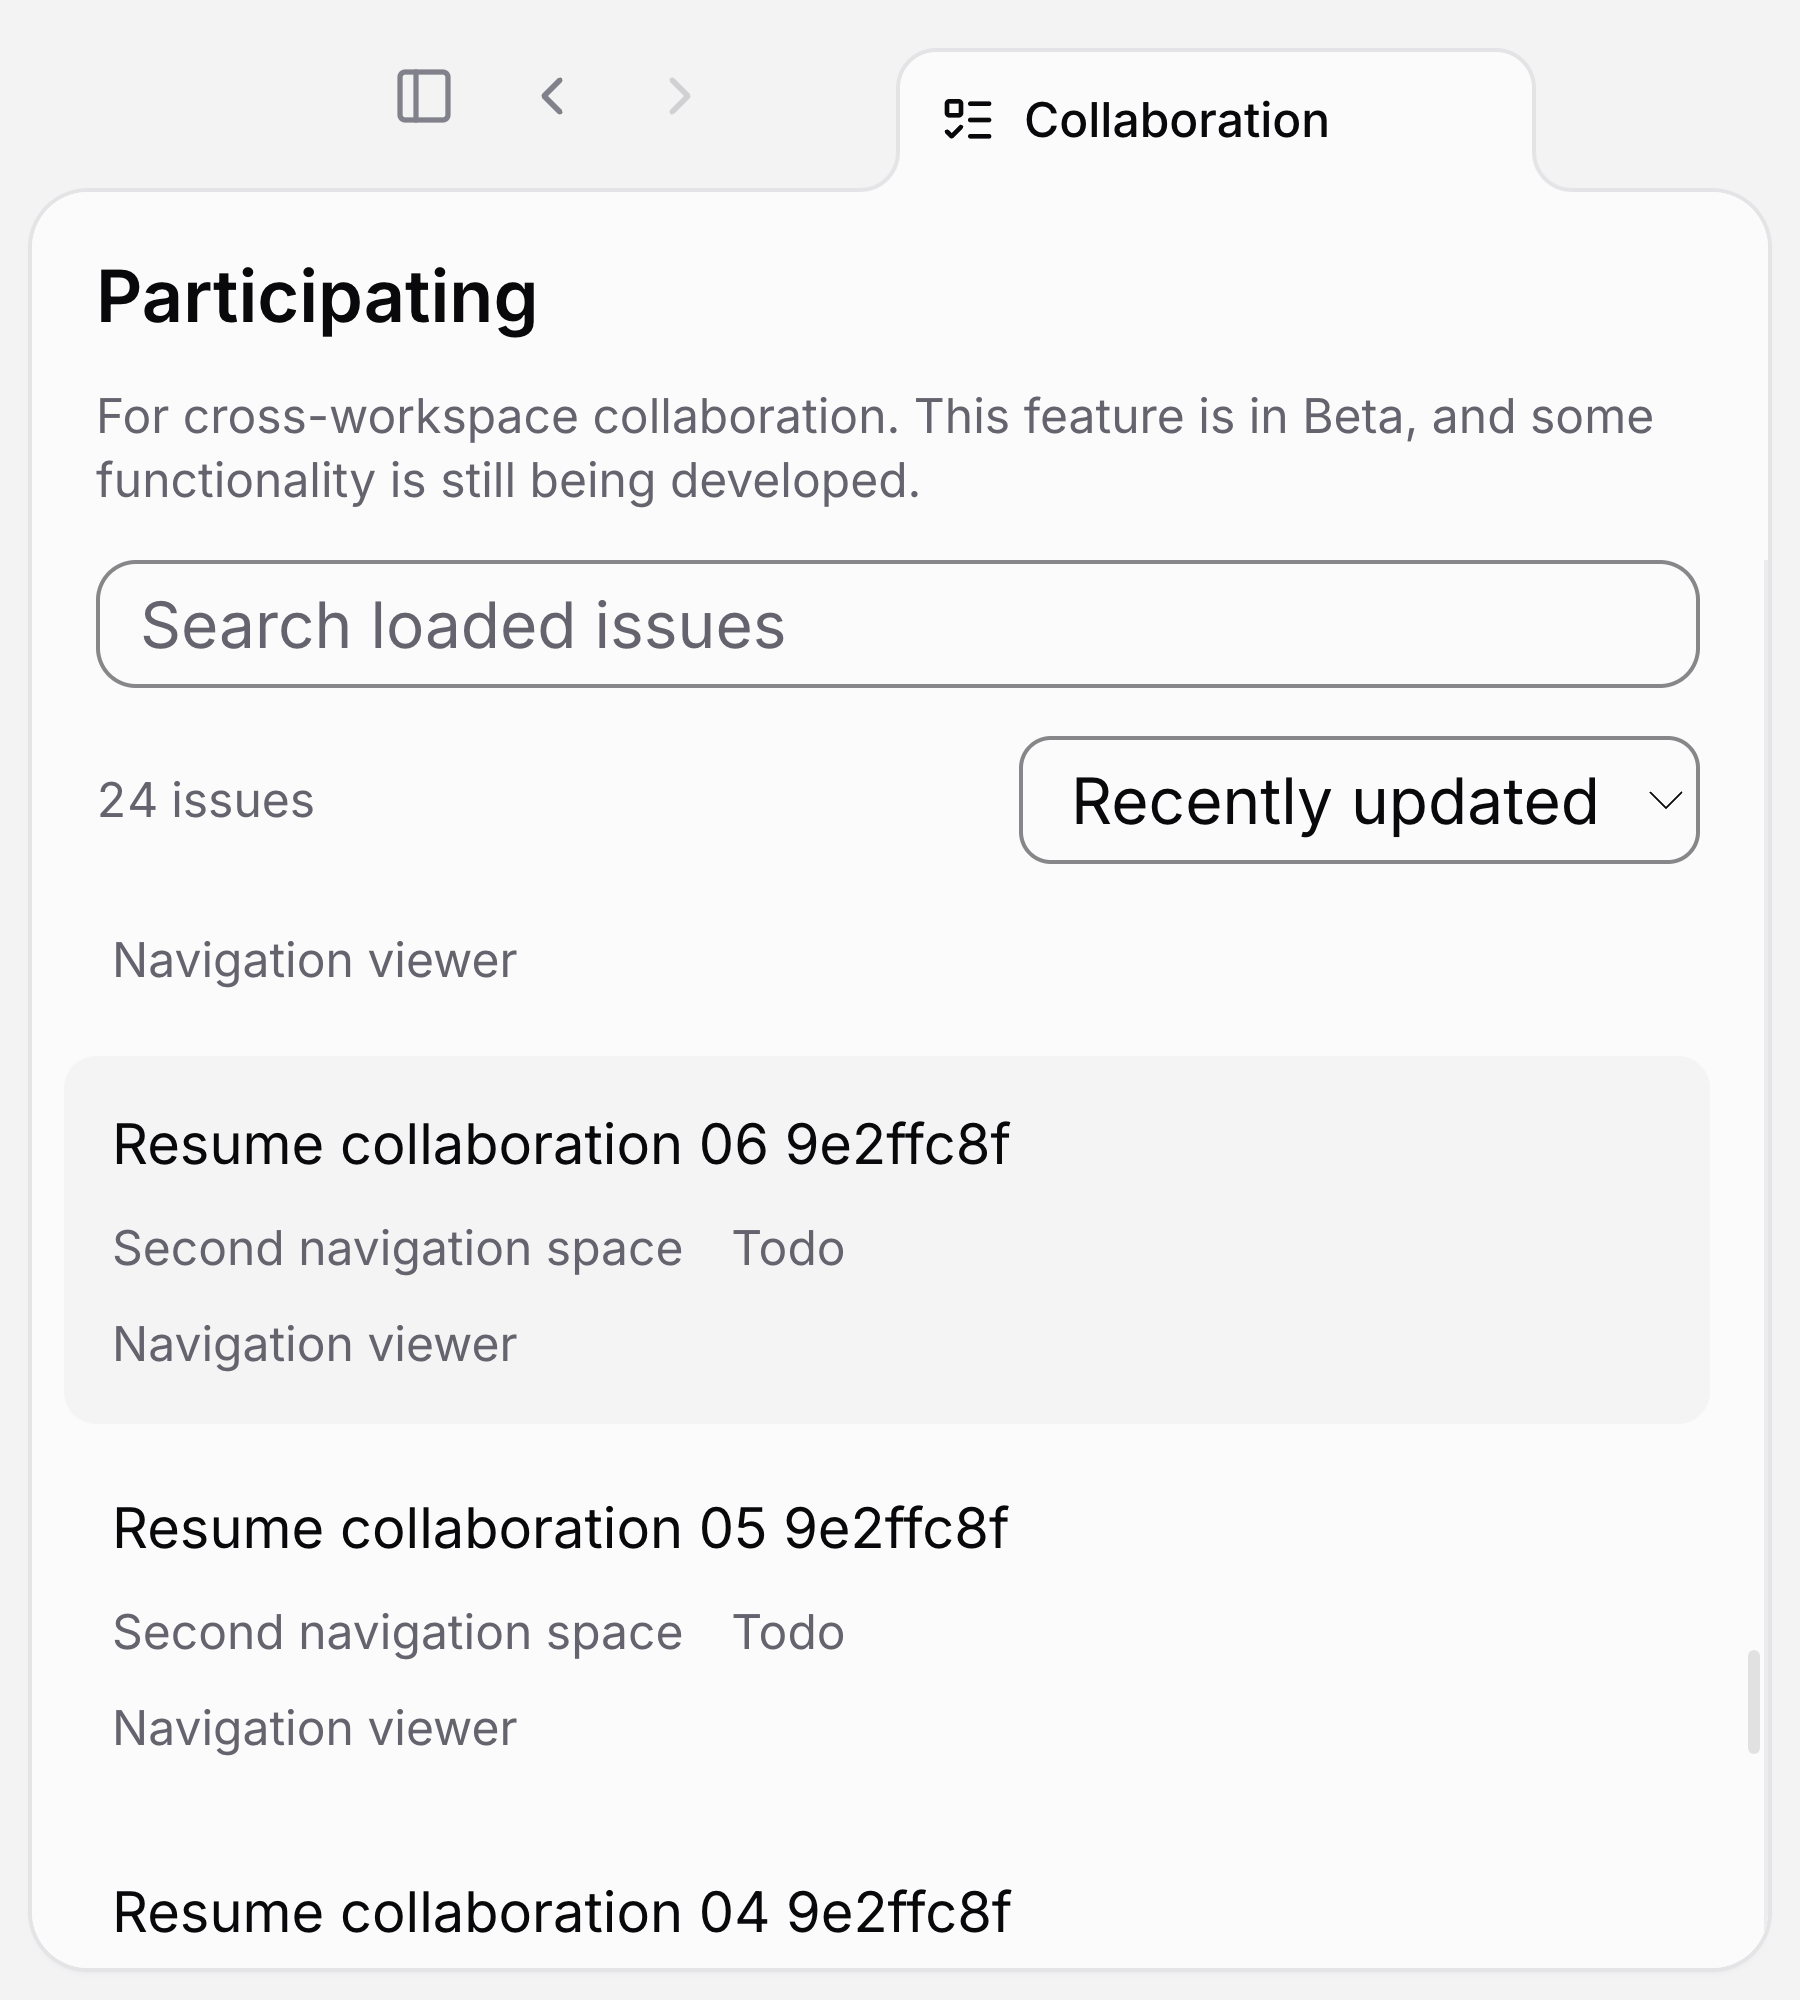 Collaboration
Participating
For cross-workspace collaboration. This feature is in Beta, and some
functionality is still being developed.
Search loaded issues
24 issues
Recently updated
Navigation viewer
Resume collaboration 06 9e2ffc8f
Second navigation space Todo
Navigation viewer
Resume collaboration 05 9e2ffc8f
Second navigation space Todo
Navigation viewer
Resume collaboration 04 9e2ffc8f